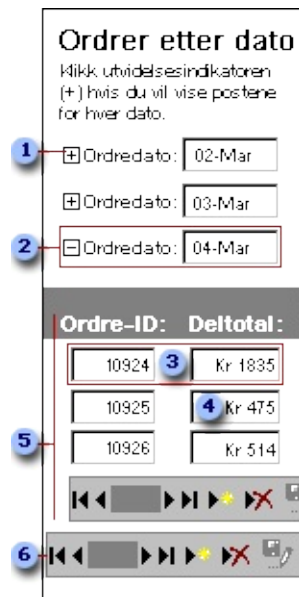 Ordrer etter dato
Klikk utvidelsesindikatoren
(+) hvis du vil vise postene
for hver dato.
1 Ordredato: 02-Mar
Ordredato: 03-Mar
2 Ordredato: 04-Mar
Ordre-ID: Deltotal:
10924 3 Kr 1835
10925 4 Kr 475
5 10926 Kr 514
6